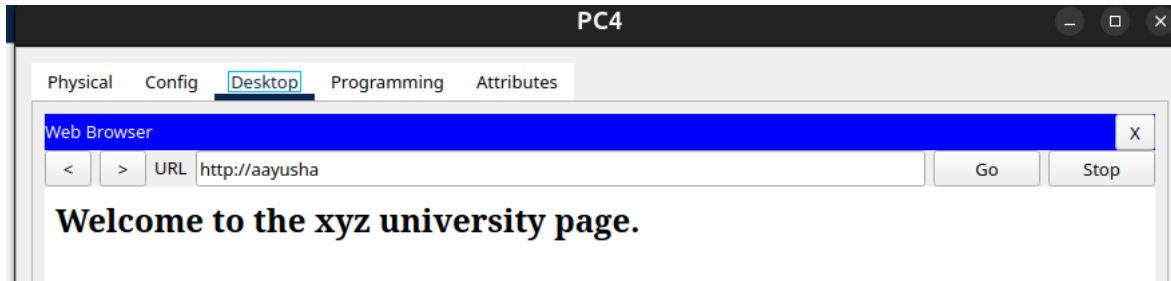 PC4
Physical Config Desktop Programming Attributes
Web Browser X
< > URL http://aayusha Go Stop
Welcome to the xyz university page.